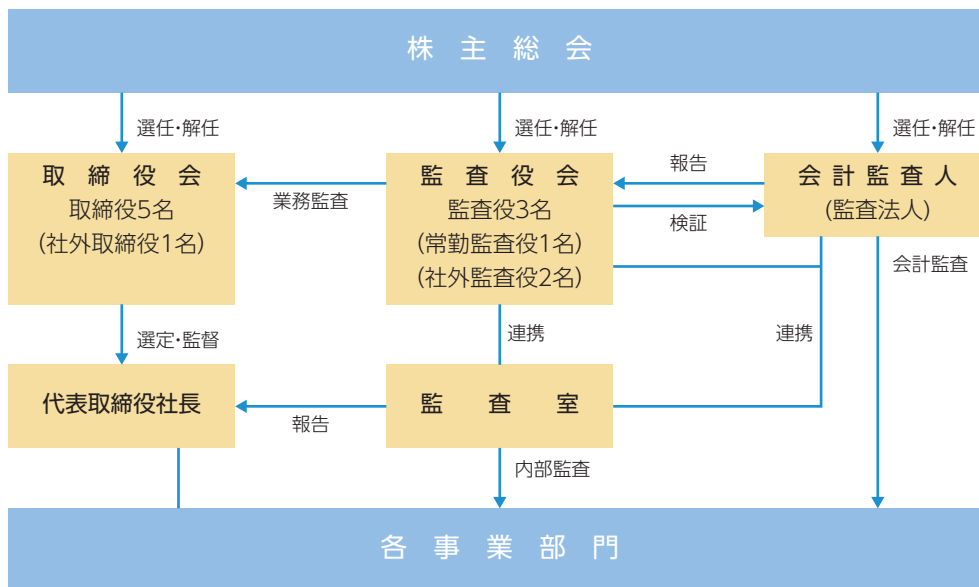 株主総会
選任・解任
選任・解任
選任・解任
取締役会
取締役5名
(社外取締役1名)
業務監査
監査役会
監査役3名
(常勤監査役1名)
(社外監査役2名)
報告
検証
会計監査人
(監査法人)
会計監査
選定・監督
連携
連携
代表取締役社長
報告
監査室
内部監査
各事業部門